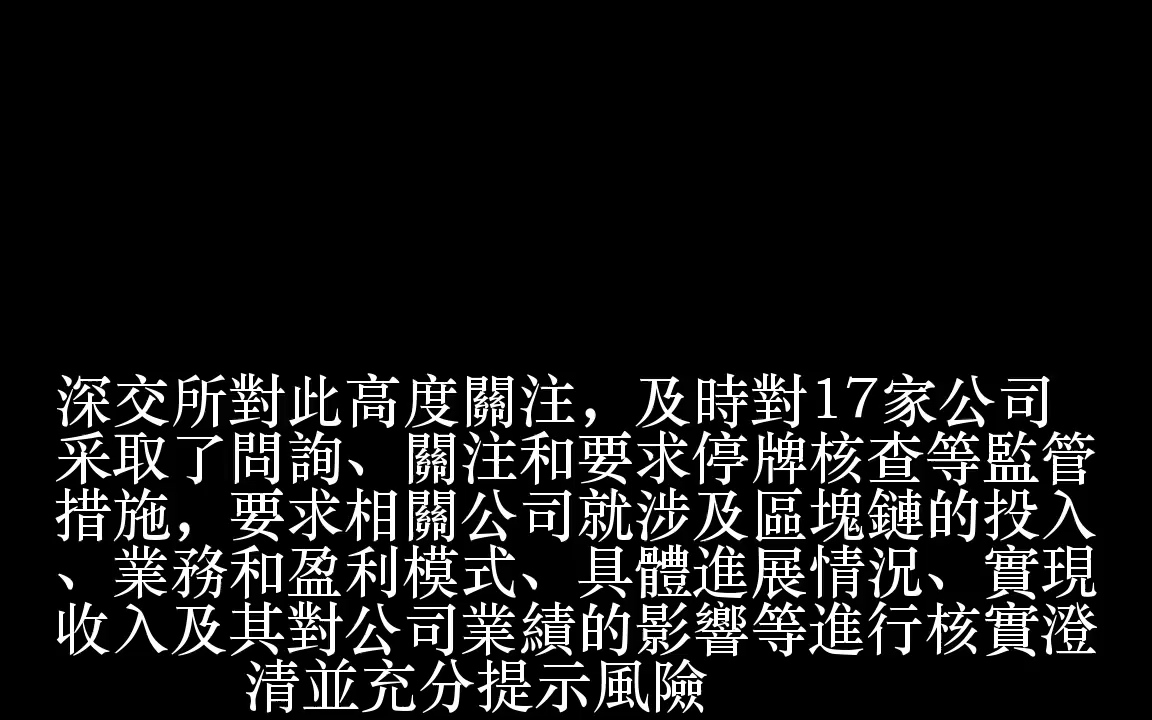 深交所對此高度關注，及時對17家公司
采取了問詢、關注和要求停牌核查等監管
措施，要求相關公司就涉及區塊鏈的投入
、業務和盈利模式、具體進展情況、實現
收入及其對公司業績的影響等進行核實澄
清並充分提示風險